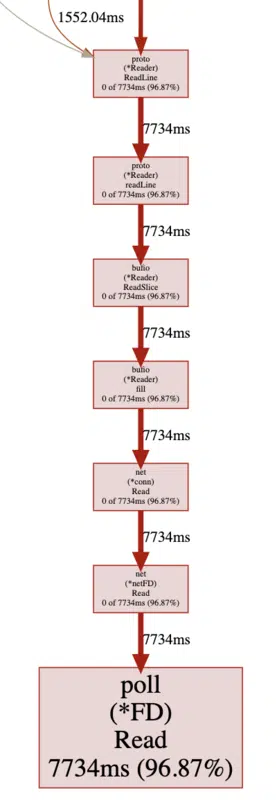 1552.04ms
proto
(*Reader)
ReadLine
0 of 7734ms (96.87%)
7734ms
proto
(*Reader)
readLine
0 of 7734ms (96.87%)
7734ms
bufio
(*Reader)
ReadSlice
0 of 7734ms (96.87%)
7734ms
bufio
(*Reader)
fill
0 of 7734ms (96.87%)
7734ms
net
(*conn)
Read
0 of 7734ms (96.87%)
7734ms
net
(*netFD)
Read
0 of 7734ms (96.87%)
7734ms
poll
(*FD)
Read
7734ms (96.87%)